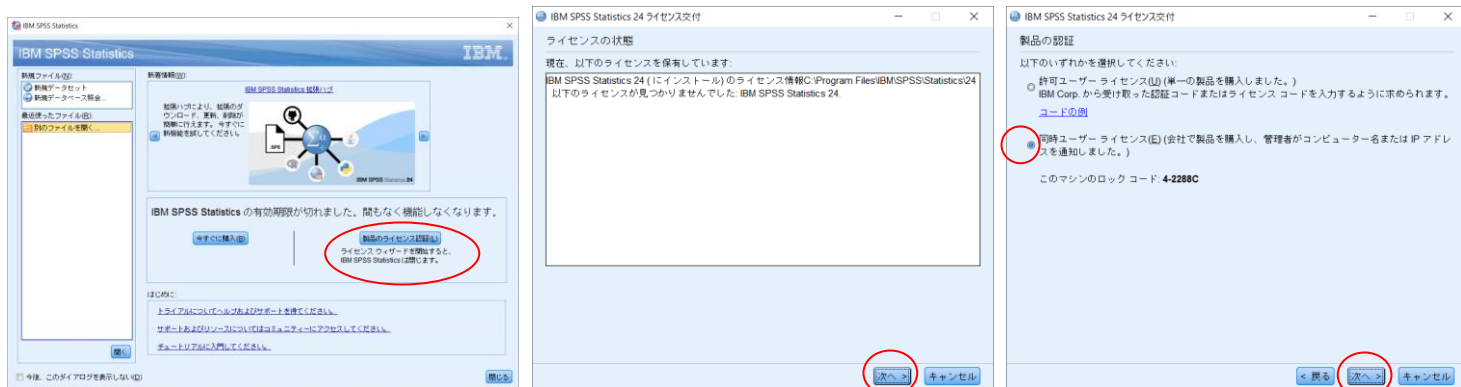 IBM SPSS Statistics
IBM SPSS Statistics
IBM.
新規ファイル(N):
新規データセット
新規データベース照会...
最近使ったファイル(R):
別のファイルを開く...
開く
新着情報(W):
IBM SPSS Statistics 拡張ハブ
拡張ハブにより、拡張のダ
ウンロード、更新、削除が
簡単に行えます。今すぐに
新機能を試してください。
.SPE
IBM SPSS Statistics 24
IBM SPSS Statistics の有効期限が切れました。間もなく機能しなくなります。
今すぐに購入(B)
製品のライセンス認証(L)
ライセンス ウィザードを開始すると、
IBM SPSS Statistics は閉じます。
はじめに:
トライアルについてヘルプおよびサポートを得てください。
サポートおよびリソースについてはコミュニティーにアクセスしてください。
チュートリアルに入門してください。
今後、このダイアログを表示しない(D)
閉じる
IBM SPSS Statistics 24 ライセンス交付
ライセンスの状態
現在、以下のライセンスを保有しています:
IBM SPSS Statistics 24 ( にインストール) のライセンス情報C:\Program Files\IBM\SPSS\Statistics\24
以下のライセンスが見つかりませんでした: IBM SPSS Statistics 24.
次へ >
キャンセル
IBM SPSS Statistics 24 ライセンス交付
製品の認証
以下のいずれかを選択してください:
許可ユーザー ライセンス(U) (単一の製品を購入しました。)
IBM Corp. から受け取った認証コードまたはライセンス コードを入力するように求められます。
コードの例
同時ユーザー ライセンス(E) (会社で製品を購入し、管理者がコンピューター名または IP アドレ
スを通知しました。)
このマシンのロック コード: 4-2288C
< 戻る
次へ >
キャンセル